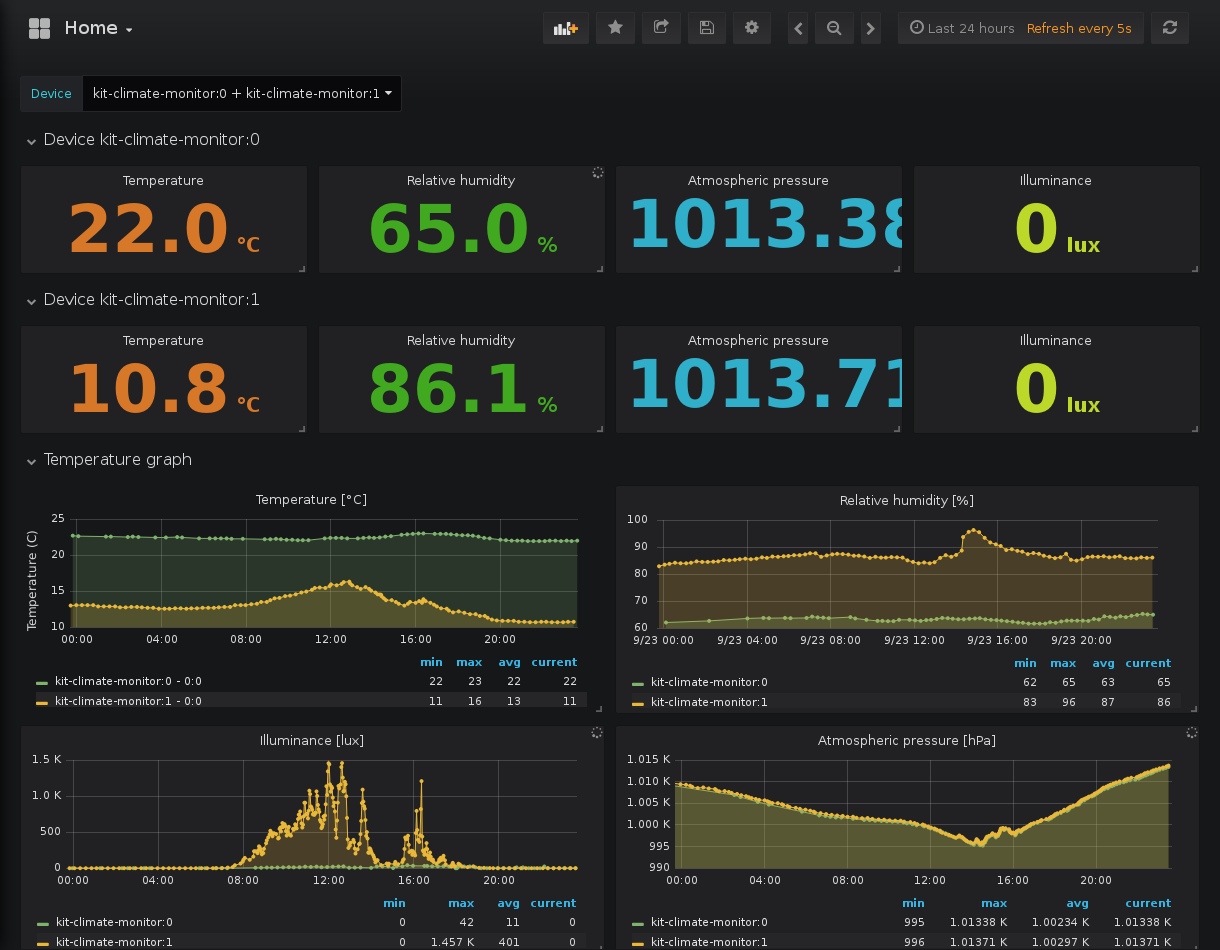 Home
Last 24 hours Refresh every 5s
Device kit-climate-monitor:0 + kit-climate-monitor:1
Device kit-climate-monitor:0
Temperature Relative humidity Atmospheric pressure Illuminance
22.0 °C 65.0 % 1013.38 0 lux
Device kit-climate-monitor:1
Temperature Relative humidity Atmospheric pressure Illuminance
10.8 °C 86.1 % 1013.71 0 lux
Temperature graph
Temperature [°C]
Temperature (C)
25
20
15
10
00:00 04:00 08:00 12:00 16:00 20:00
min max avg current
kit-climate-monitor:0 - 0:0 22 23 22 22
kit-climate-monitor:1 - 0:0 11 16 13 11
Relative humidity [%]
100
90
80
70
60
9/23 00:00 9/23 04:00 9/23 08:00 9/23 12:00 9/23 16:00 9/23 20:00
min max avg current
kit-climate-monitor:0 62 65 63 65
kit-climate-monitor:1 83 96 87 86
Illuminance [lux]
1.5 K
1.0 K
500
0
00:00 04:00 08:00 12:00 16:00 20:00
min max avg current
kit-climate-monitor:0 0 42 11 0
kit-climate-monitor:1 0 1.457 K 401 0
Atmospheric pressure [hPa]
1.015 K
1.010 K
1.005 K
1.000 K
995
990
00:00 04:00 08:00 12:00 16:00 20:00
min max avg current
kit-climate-monitor:0 995 1.01338 K 1.00234 K 1.01338 K
kit-climate-monitor:1 996 1.01371 K 1.00297 K 1.01371 K